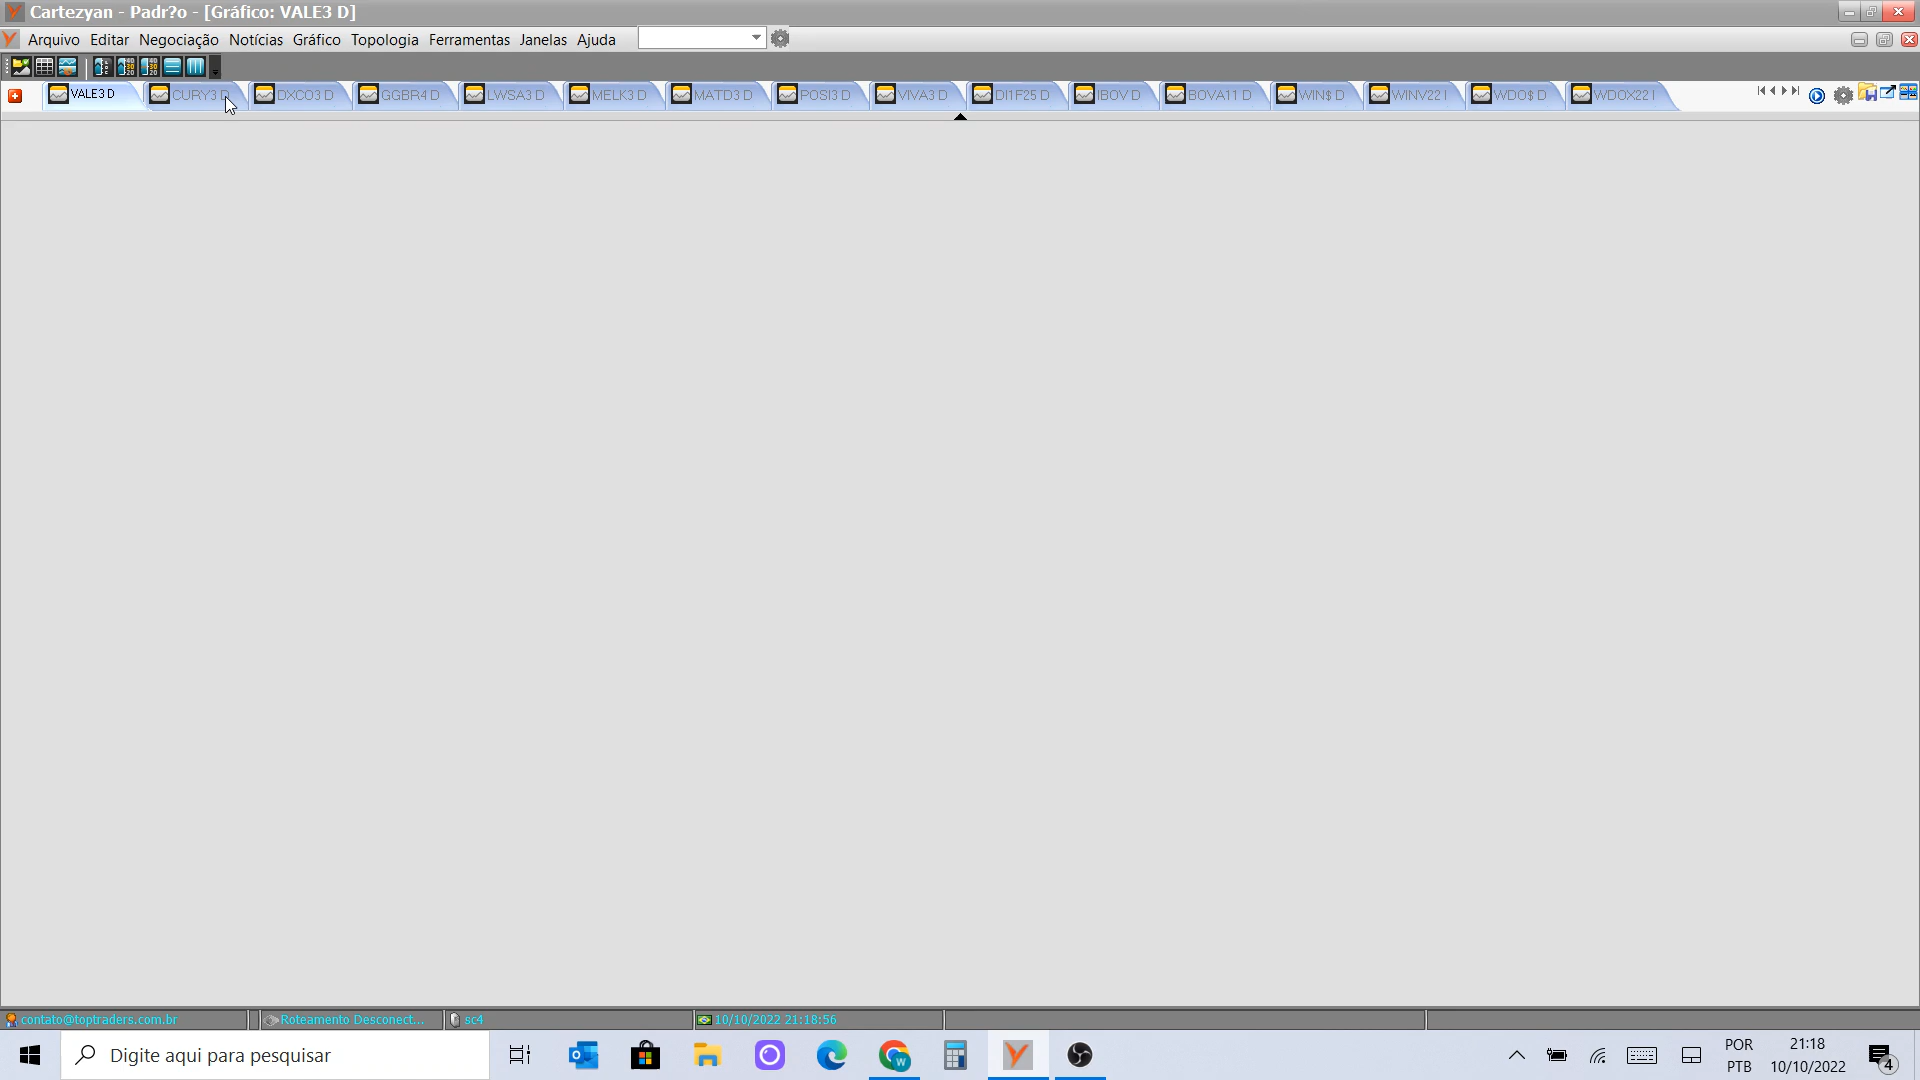 Cartezyan - Padr?o - [Gráfico: VALE3 D]
Arquivo Editar Negociação Notícias Gráfico Topologia Ferramentas Janelas Ajuda
VALE3 D CURY3 D DXCO3 D GGBR4 D LWSA3 D MELK3 D MATD3 D POSI3 D VIVA3 D DI1F25 D IBOV D BOVA11 D WIN$ D WINV22 I WDO$ D WDOX22 I
contato@toptraders.com.br Roteamento Desconect... sc4 10/10/2022 21:18:56
Digite aqui para pesquisar
POR 21:18
PTB 10/10/2022 4